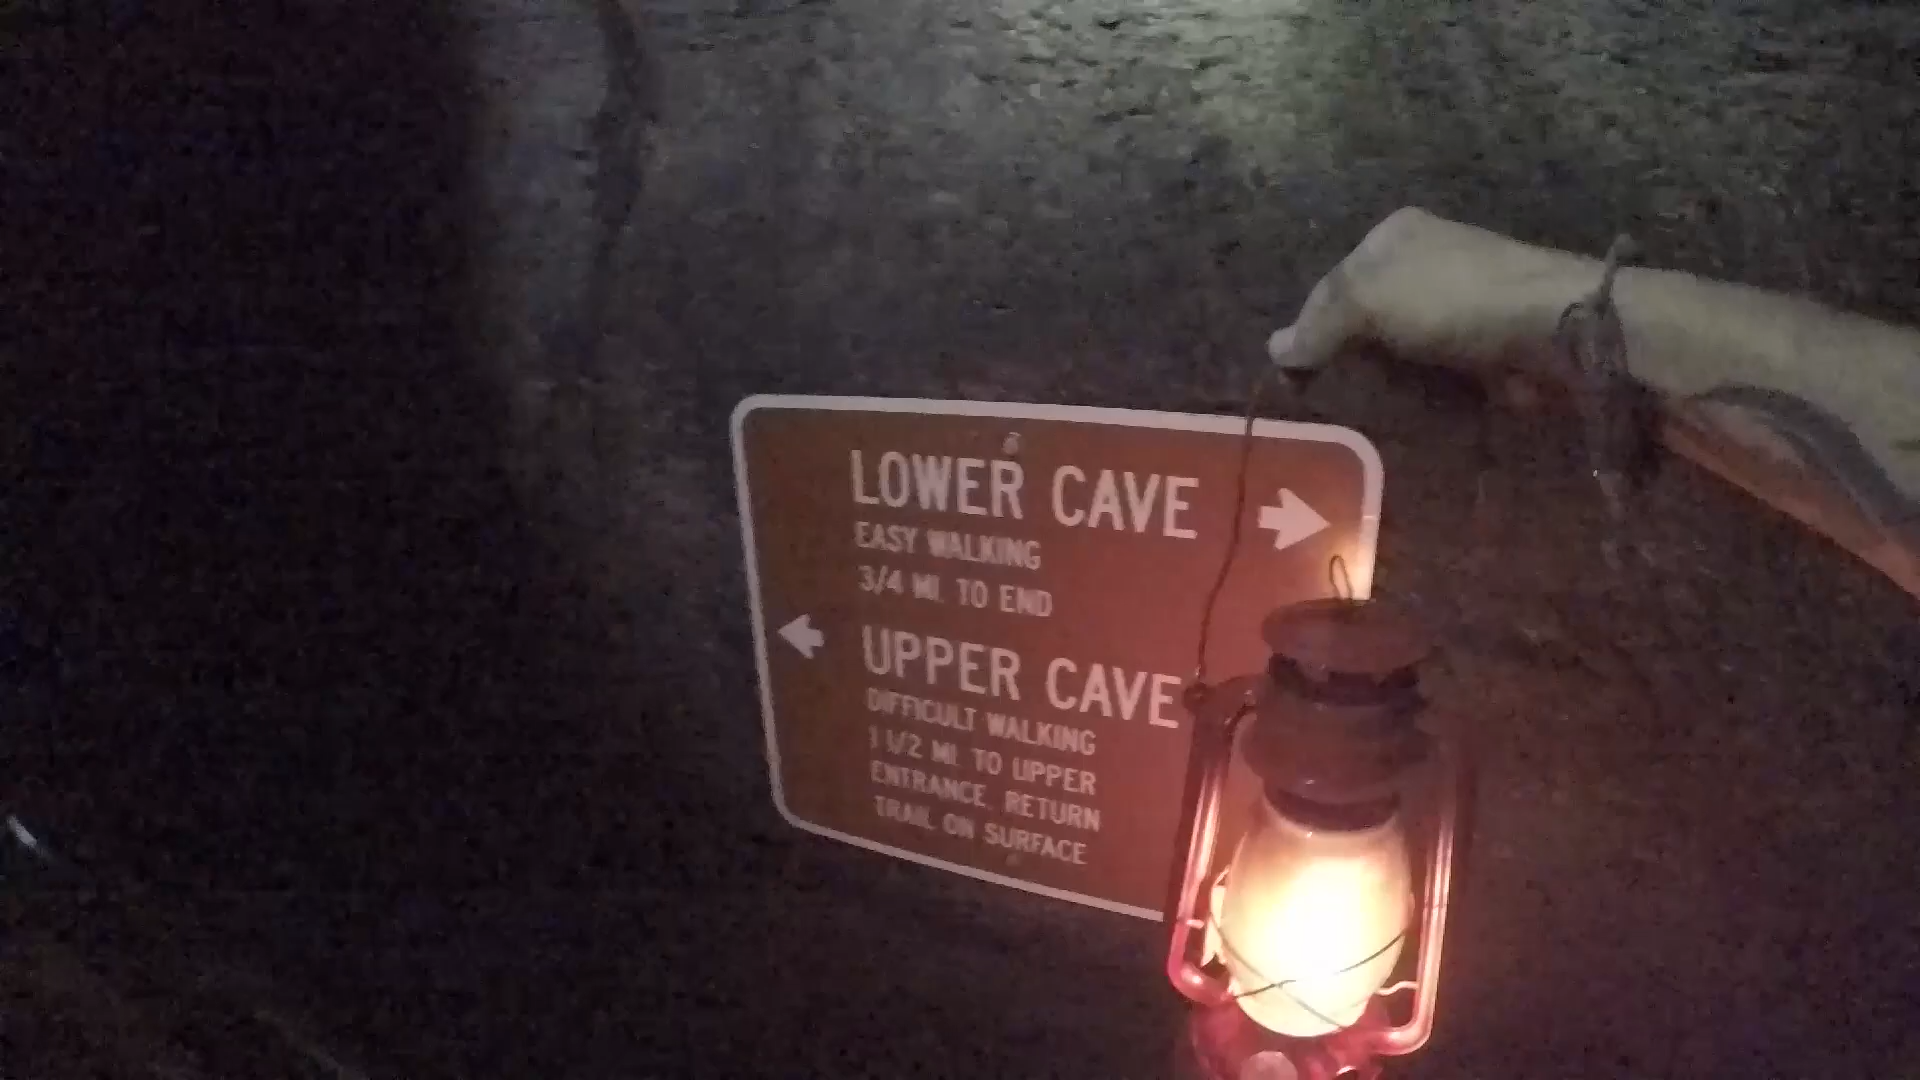 LOWER CAVE
EASY WALKING
3/4 MI. TO END
UPPER CAVE
DIFFICULT WALKING
1 1/2 MI. TO UPPER
ENTRANCE. RETURN
TRAIL ON SURFACE